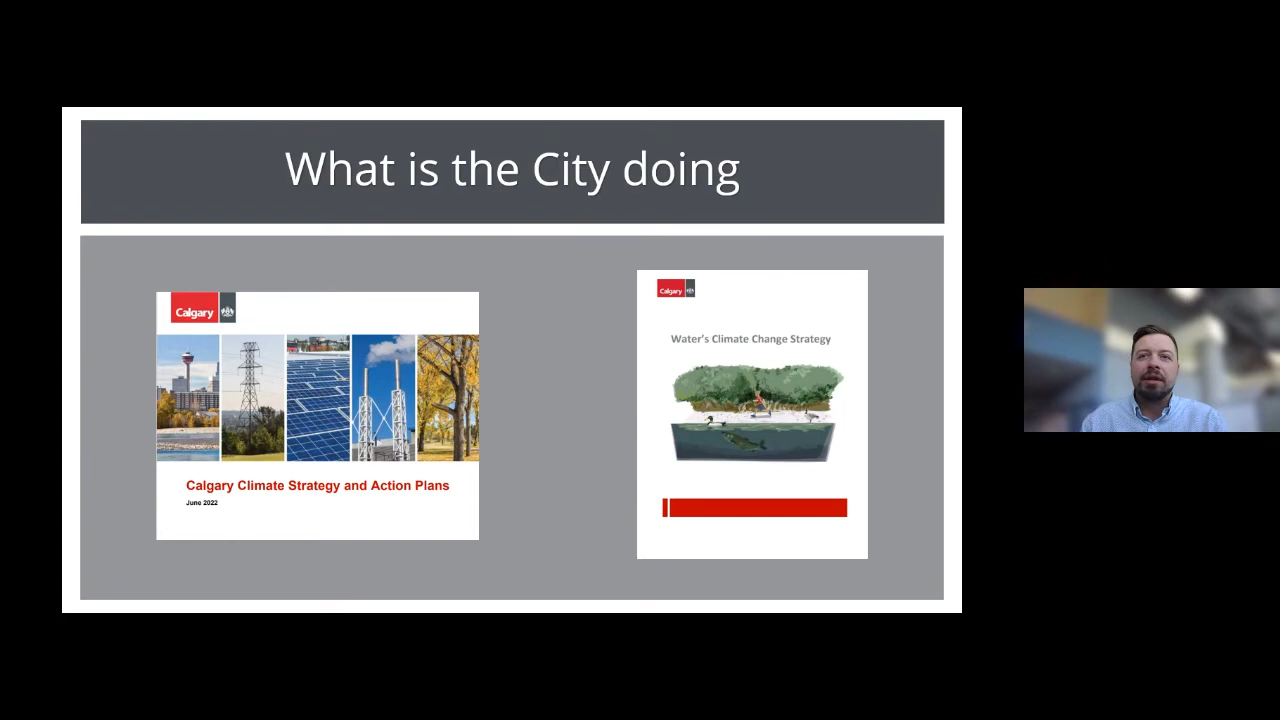 What is the City doing
Calgary
Calgary Climate Strategy and Action Plans
June 2022
Calgary
Water's Climate Change Strategy